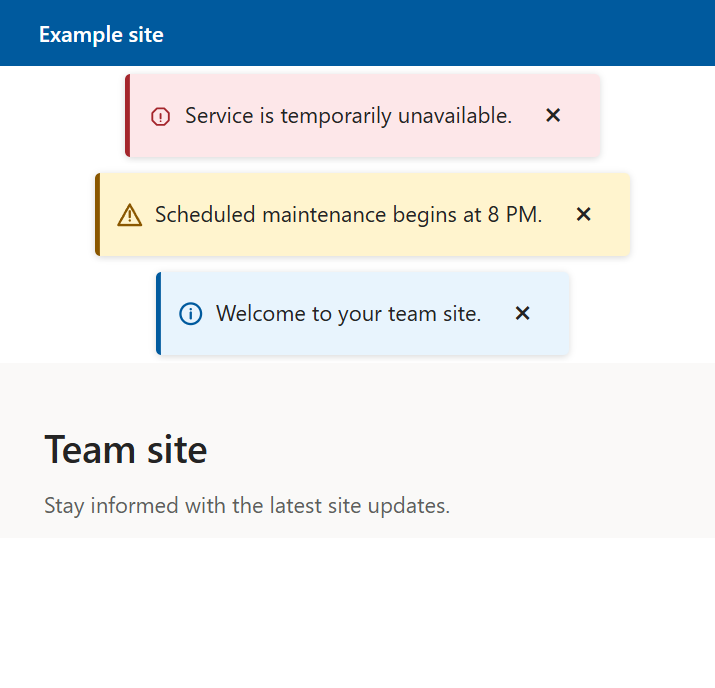 Example site
Service is temporarily unavailable.
Scheduled maintenance begins at 8 PM.
Welcome to your team site.
Team site
Stay informed with the latest site updates.